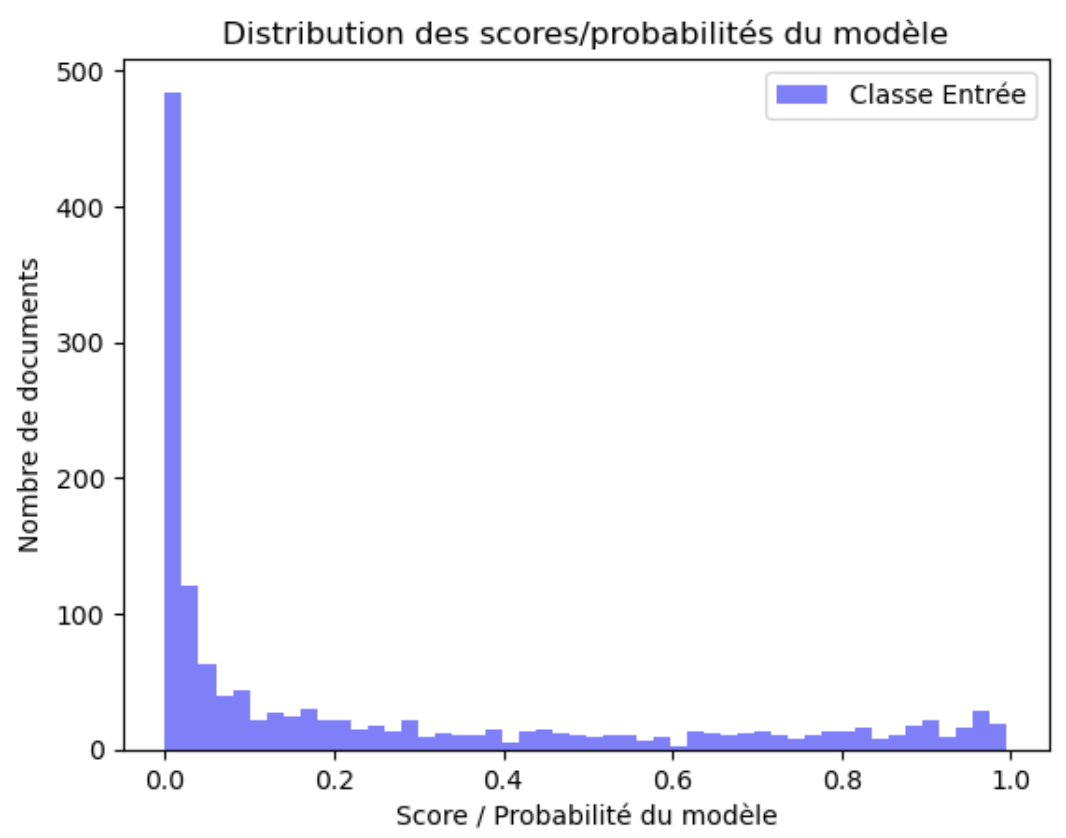 Distribution des scores/probabilités du modèle
Classe Entrée
Nombre de documents
500
400
300
200
100
0
0.0 0.2 0.4 0.6 0.8 1.0
Score / Probabilité du modèle